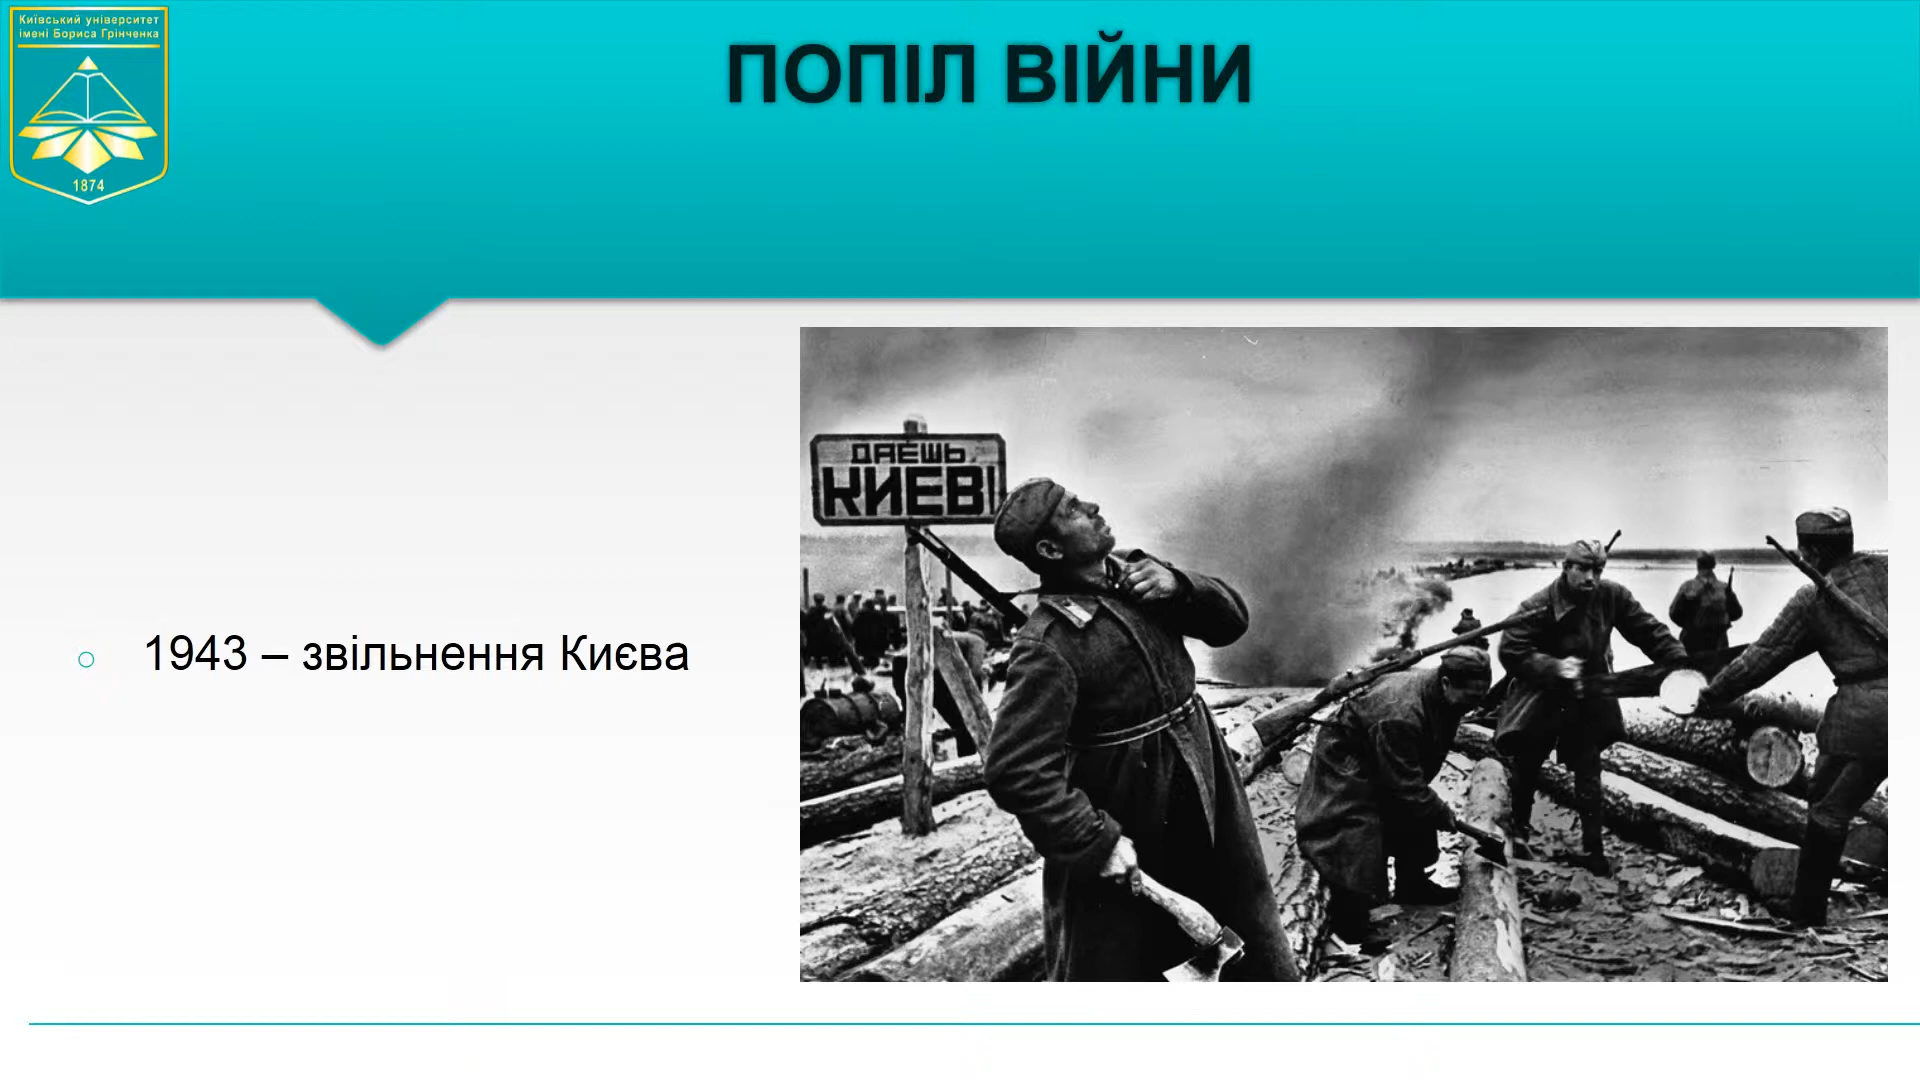 Київський університет
імені Бориса Грінченка
1874
ПОПІЛ ВІЙНИ
ДАЕШЬ
КИЕВ!
1943 – звільнення Києва